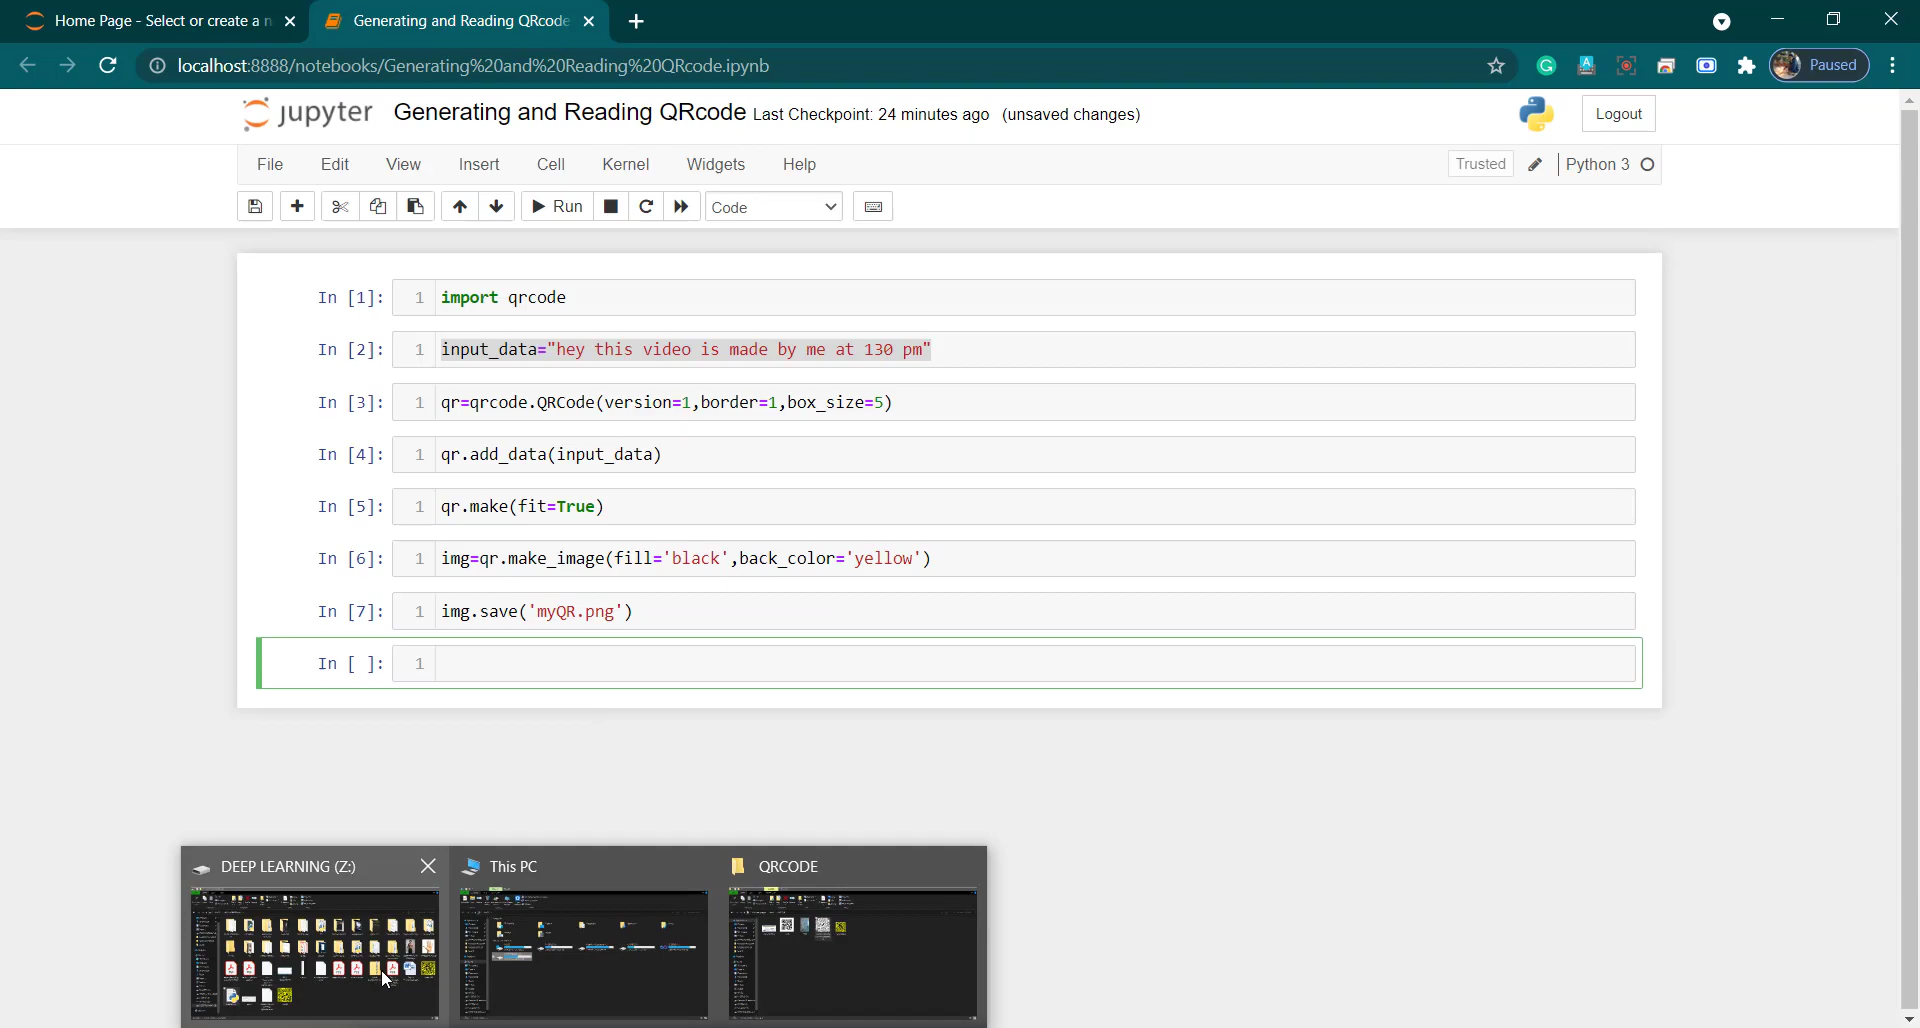 Home Page - Select or create a n
Generating and Reading QRcode
localhost:8888/notebooks/Generating%20and%20Reading%20QRcode.ipynb
Paused
jupyter Generating and Reading QRcode Last Checkpoint: 24 minutes ago (unsaved changes)
Logout
File Edit View Insert Cell Kernel Widgets Help
Trusted Python 3
Run Code
In [1]: 1 import qrcode
In [2]: 1 input_data="hey this video is made by me at 130 pm"
In [3]: 1 qr=qrcode.QRCode(version=1,border=1,box_size=5)
In [4]: 1 qr.add_data(input_data)
In [5]: 1 qr.make(fit=True)
In [6]: 1 img=qr.make_image(fill='black',back_color='yellow')
In [7]: 1 img.save('myQR.png')
In [ ]: 1
DEEP LEARNING (Z:) This PC QRCODE